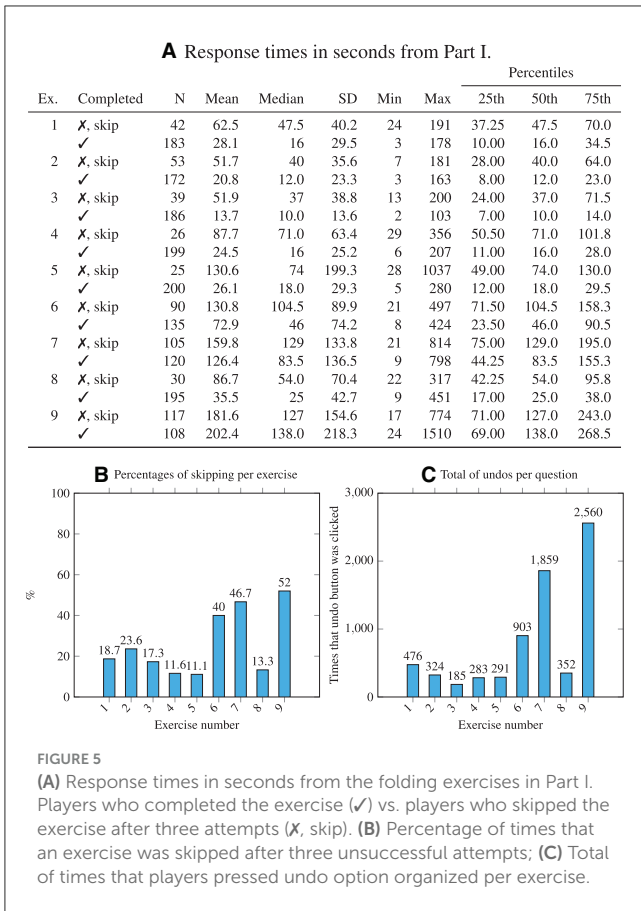 A Response times in seconds from Part I.
Percentiles
Ex. Completed N Mean Median SD Min Max 25th 50th 75th
1 ✗, skip 42 62.5 47.5 40.2 24 191 37.25 47.5 70.0
✓ 183 28.1 16 29.5 3 178 10.00 16.0 34.5
2 ✗, skip 53 51.7 40 35.6 7 181 28.00 40.0 64.0
✓ 172 20.8 12.0 23.3 3 163 8.00 12.0 23.0
3 ✗, skip 39 51.9 37 38.8 13 200 24.00 37.0 71.5
✓ 186 13.7 10.0 13.6 2 103 7.00 10.0 14.0
4 ✗, skip 26 87.7 71.0 63.4 29 356 50.50 71.0 101.8
✓ 199 24.5 16 25.2 6 207 11.00 16.0 28.0
5 ✗, skip 25 130.6 74 199.3 28 1037 49.00 74.0 130.0
✓ 200 26.1 18.0 29.3 5 280 12.00 18.0 29.5
6 ✗, skip 90 130.8 104.5 89.9 21 497 71.50 104.5 158.3
✓ 135 72.9 46 74.2 8 424 23.50 46.0 90.5
7 ✗, skip 105 159.8 129 133.8 21 814 75.00 129.0 195.0
✓ 120 126.4 83.5 136.5 9 798 44.25 83.5 155.3
8 ✗, skip 30 86.7 54.0 70.4 22 317 42.25 54.0 95.8
✓ 195 35.5 25 42.7 9 451 17.00 25.0 38.0
9 ✗, skip 117 181.6 127 154.6 17 774 71.00 127.0 243.0
✓ 108 202.4 138.0 218.3 24 1510 69.00 138.0 268.5
B Percentages of skipping per exercise
100
80
60
40
20
0
%
18.7 23.6 17.3 11.6 11.1 40 46.7 13.3 52
1 2 3 4 5 6 7 8 9
Exercise number
C Total of undos per question
3,000
2,000
1,000
0
Times that undo button was clicked
476 324 185 283 291 903 1,859 352 2,560
1 2 3 4 5 6 7 8 9
Exercise number
FIGURE 5
(A) Response times in seconds from the folding exercises in Part I.
Players who completed the exercise (✓) vs. players who skipped the
exercise after three attempts (✗, skip). (B) Percentage of times that
an exercise was skipped after three unsuccessful attempts; (C) Total
of times that players pressed undo option organized per exercise.